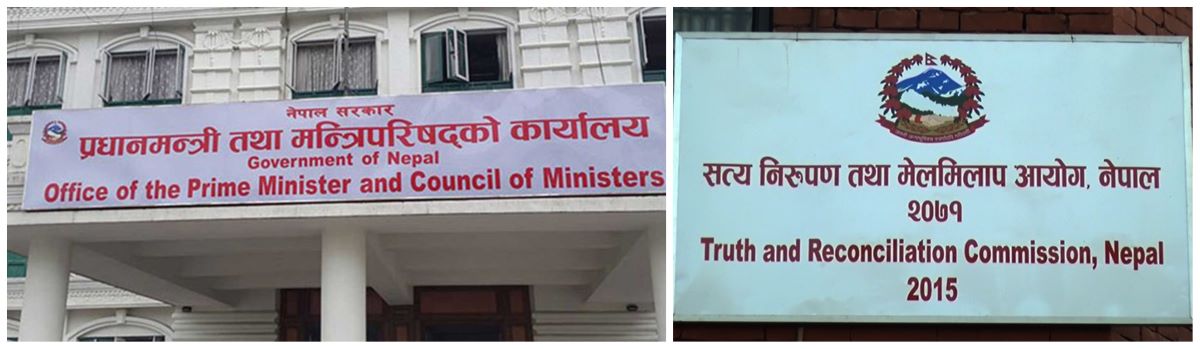 नेपाल सरकार
प्रधानमन्त्री तथा मन्त्रिपरिषद्को कार्यालय
Government of Nepal
Office of the Prime Minister and Council of Ministers
सत्य निरूपण तथा मेलमिलाप आयोग, नेपाल
२०७१
Truth and Reconciliation Commission, Nepal
2015